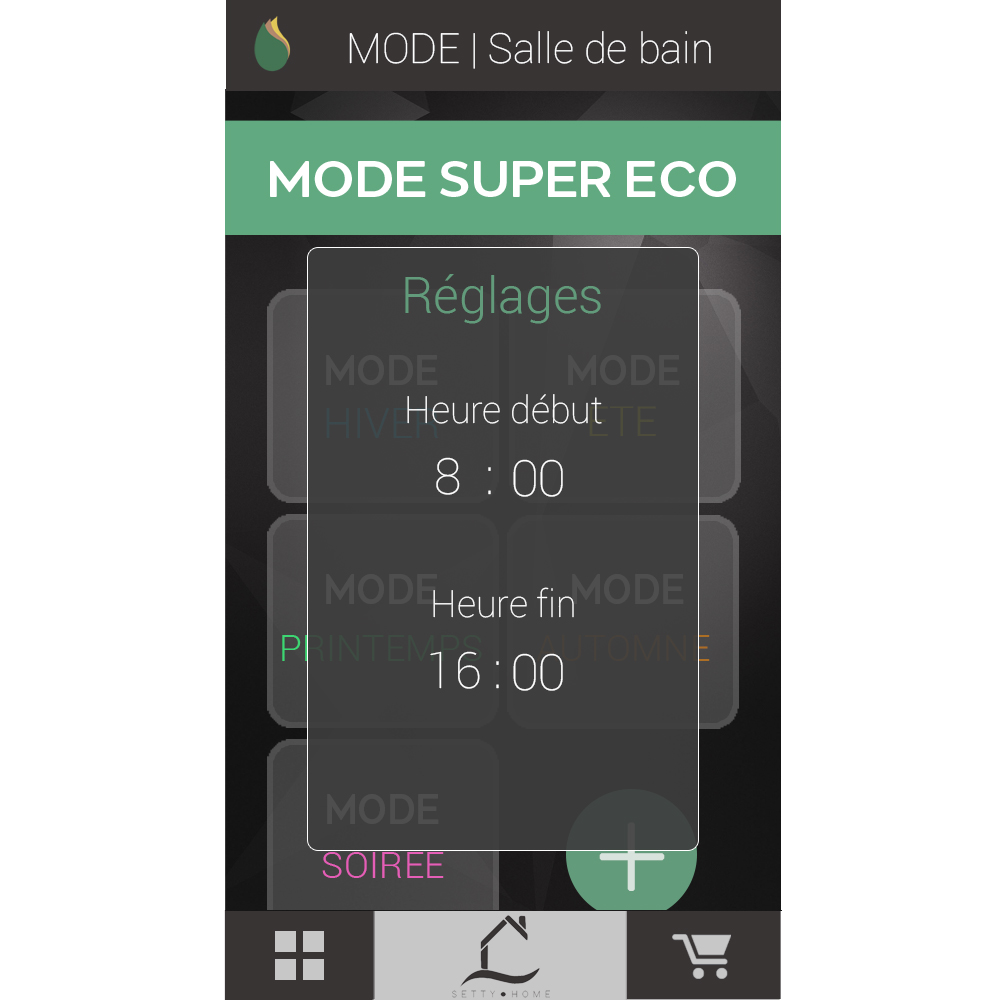 MODE | Salle de bain
MODE SUPER ECO
Réglages
MODE
HIVER
MODE
ETE
Heure début
8 : 00
MODE
PRINTEMPS
MODE
AUTOMNE
Heure fin
16 : 00
MODE
SOIREE
SETTY HOME